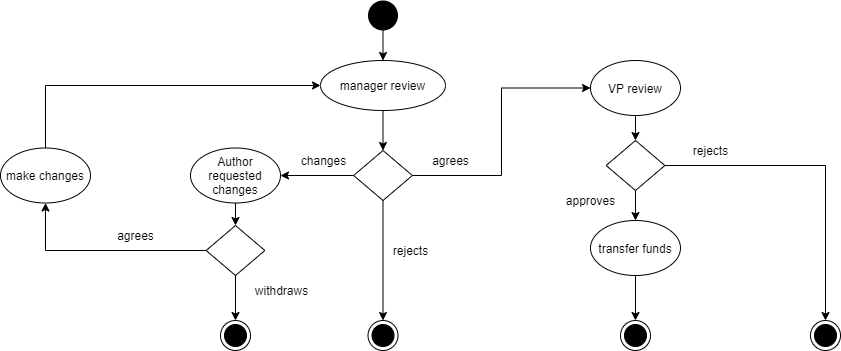 manager review
VP review
rejects
changes
agrees
Author
requested
changes
make changes
approves
agrees
rejects
transfer funds
withdraws